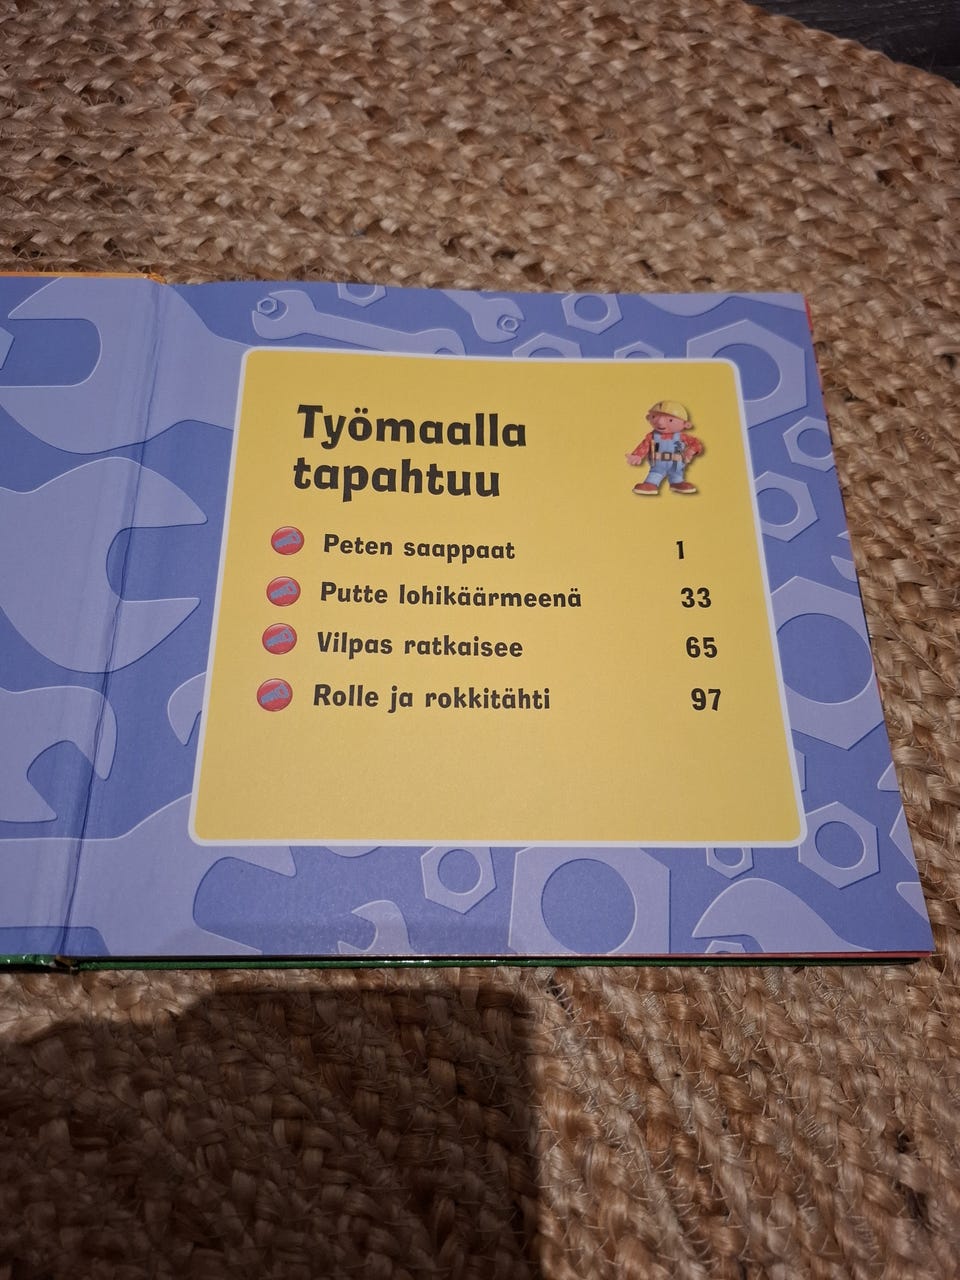 Työmaalla
tapahtuu
Peten saappaat 1
Putte lohikäärmeenä 33
Vilpas ratkaisee 65
Rolle ja rokkitähti 97